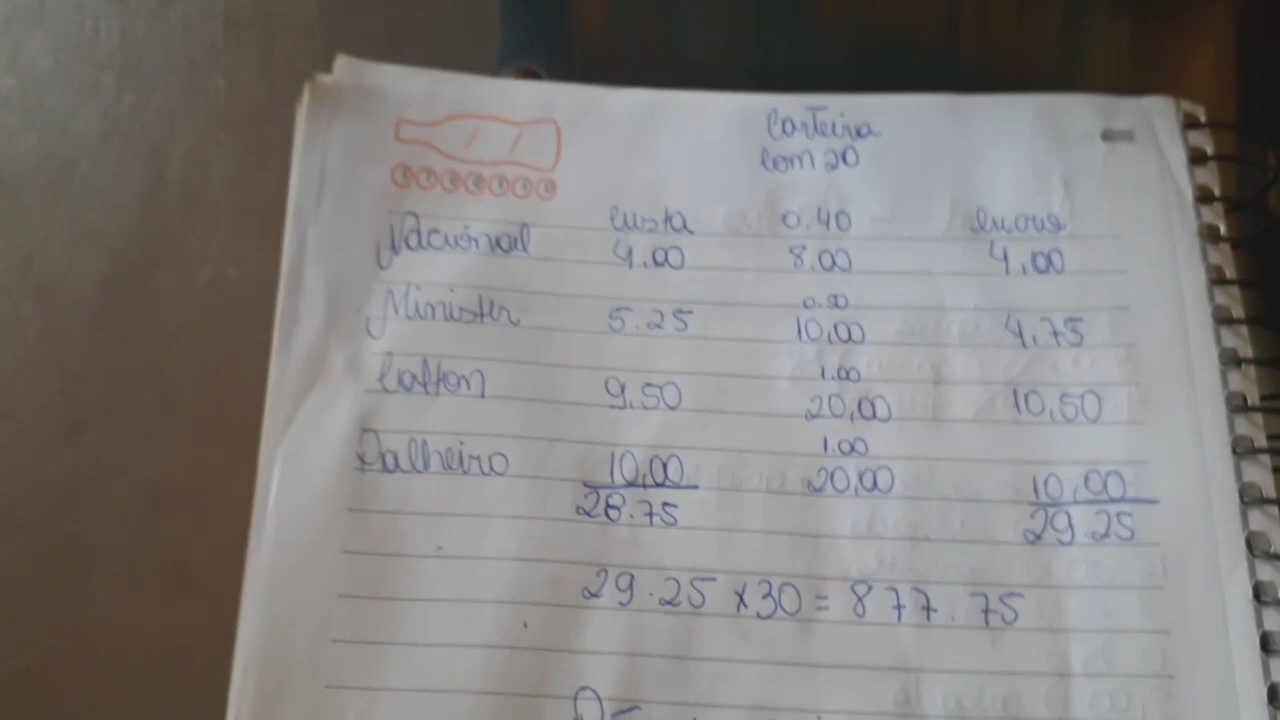 Carteira
com 20
custa 0.40 lucro
Nacional 4.00 8.00 4,00
0.50
Minister 5.25 10,00 4,75
1.00
Calton 9.50 20,00 10,50
1.00
Palheiro 10,00 20,00 10,00
28.75 29.25
29.25 x 30 = 877.75